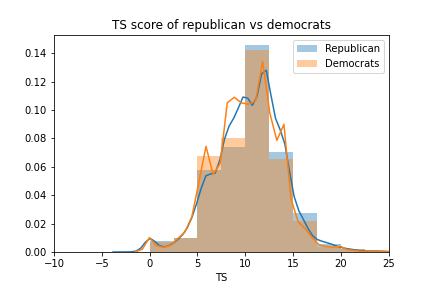 TS score of republican vs democrats
Republican
Democrats
0.14
0.12
0.10
0.08
0.06
0.04
0.02
0.00
−10 −5 0 5 10 15 20 25
TS